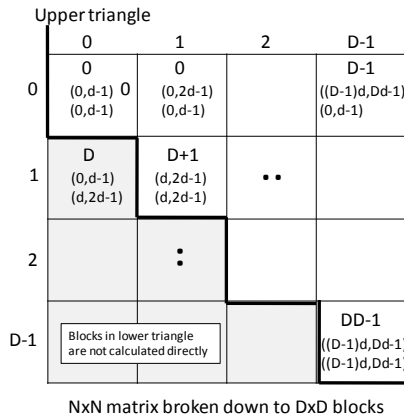 Upper triangle
0 1 2 D-1
0
0
(0,d-1) 0
(0,d-1)
0
(0,2d-1)
(0,d-1)
D-1
((D-1)d,Dd-1)
(0,d-1)
1
D
(0,d-1)
(d,2d-1)
D+1
(d,2d-1)
(d,2d-1)
2
D-1
Blocks in lower triangle
are not calculated directly
DD-1
((D-1)d,Dd-1)
((D-1)d,Dd-1)
NxN matrix broken down to DxD blocks